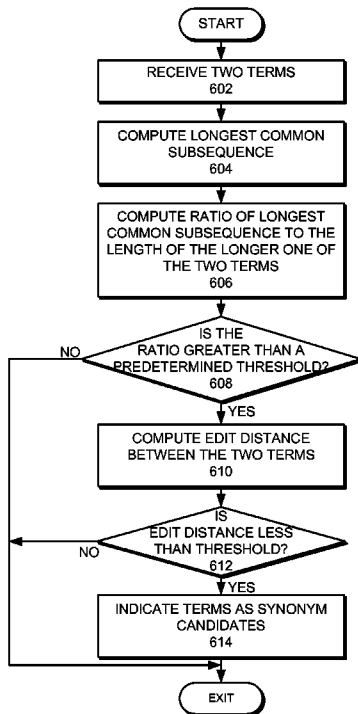 START
RECEIVE TWO TERMS
602
COMPUTE LONGEST COMMON
SUBSEQUENCE
604
COMPUTE RATIO OF LONGEST
COMMON SUBSEQUENCE TO THE
LENGTH OF THE LONGER ONE OF
THE TWO TERMS
606
IS THE
RATIO GREATER THAN A
PREDETERMINED THRESHOLD?
608
NO
YES
COMPUTE EDIT DISTANCE
BETWEEN THE TWO TERMS
610
IS
EDIT DISTANCE LESS
THAN THRESHOLD?
612
NO
YES
INDICATE TERMS AS SYNONYM
CANDIDATES
614
EXIT